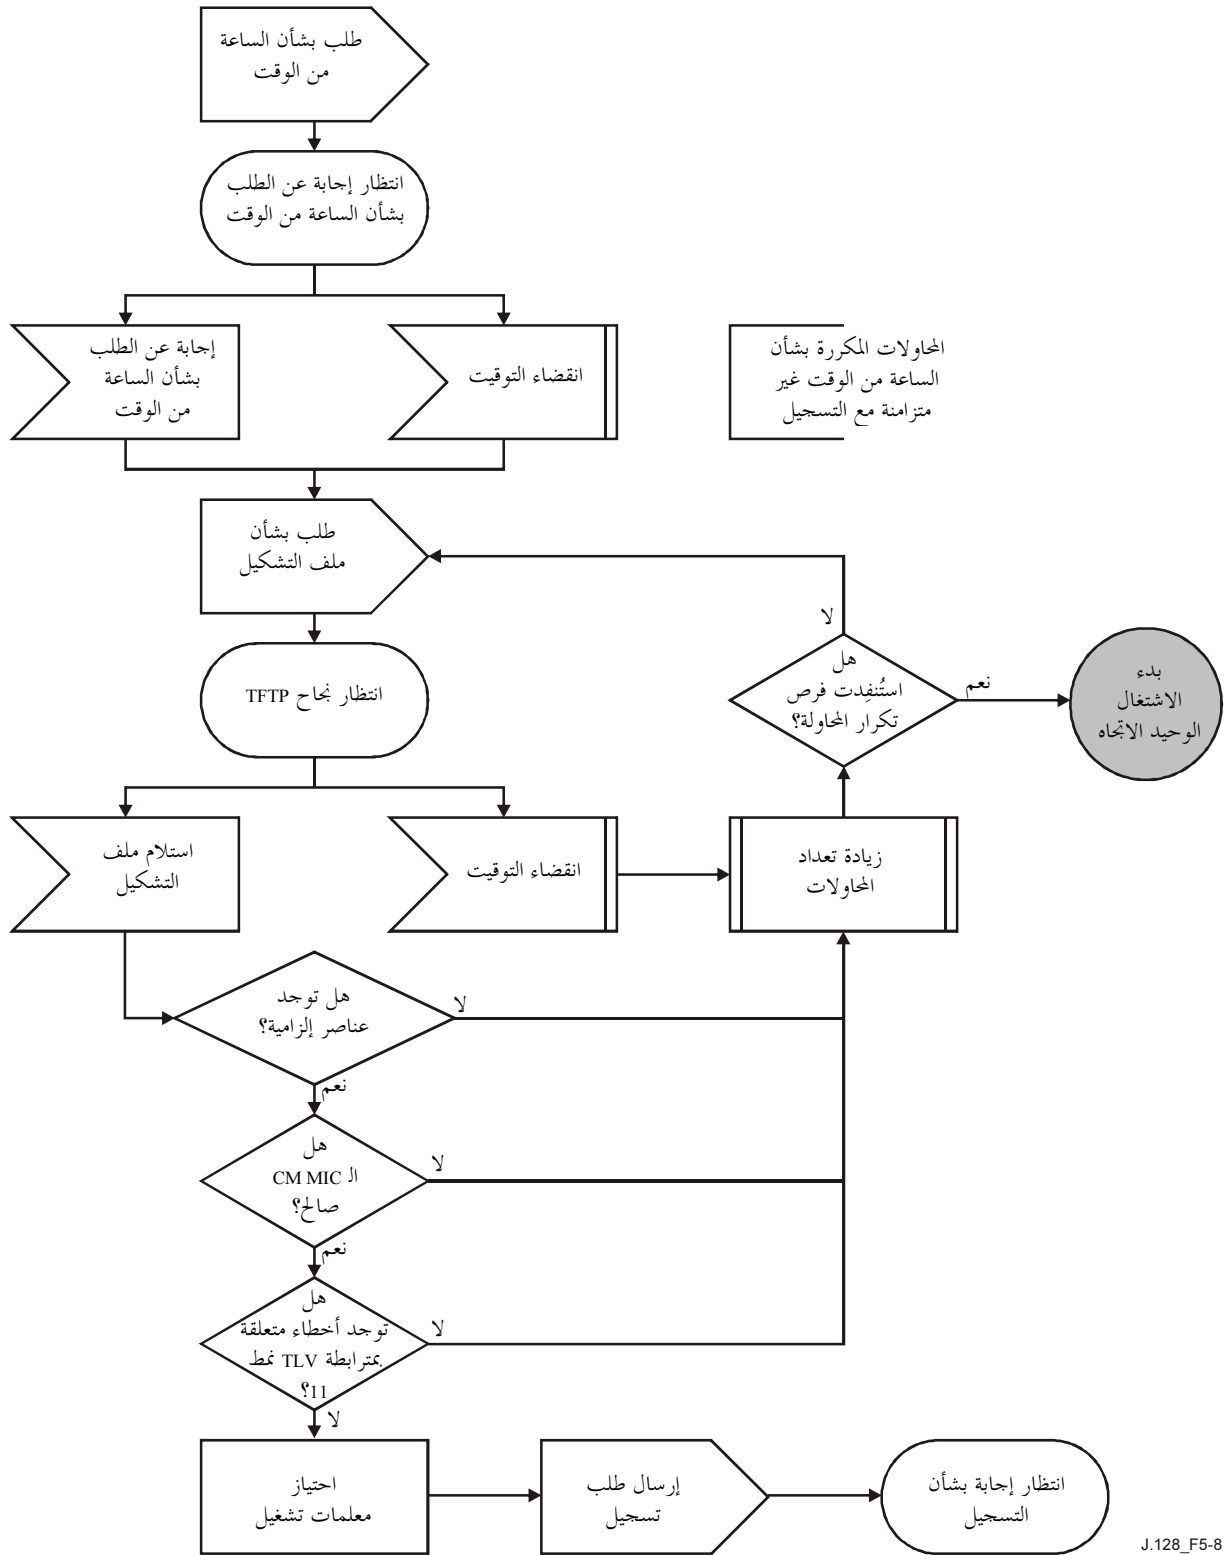 طلب بشأن الساعة
من الوقت
انتظار إجابة عن الطلب
بشأن الساعة من الوقت
إجابة عن الطلب
بشأن الساعة
من الوقت
انقضاء التوقيت
المحاولات المكررة بشأن
الساعة من الوقت غير
متزامنة مع التسجيل
طلب بشأن
ملف التشكيل
لا
هل
استُنفِدت فرص
تكرار المحاولة؟
نعم
بدء
الاشتغال
الوحيد الاتجاه
انتظار نجاح TFTP
استلام ملف
التشكيل
انقضاء التوقيت
زيادة تعداد
المحاولات
هل توجد
عناصر إلزامية؟
لا
نعم
هل
الـ CM MIC
صالح؟
لا
نعم
هل
توجد أخطاء متعلقة
بمترابطة TLV نمط
11؟
لا
لا
احتياز
معلمات تشغيل
إرسال طلب
تسجيل
انتظار إجابة بشأن
التسجيل
J.128_F5-8